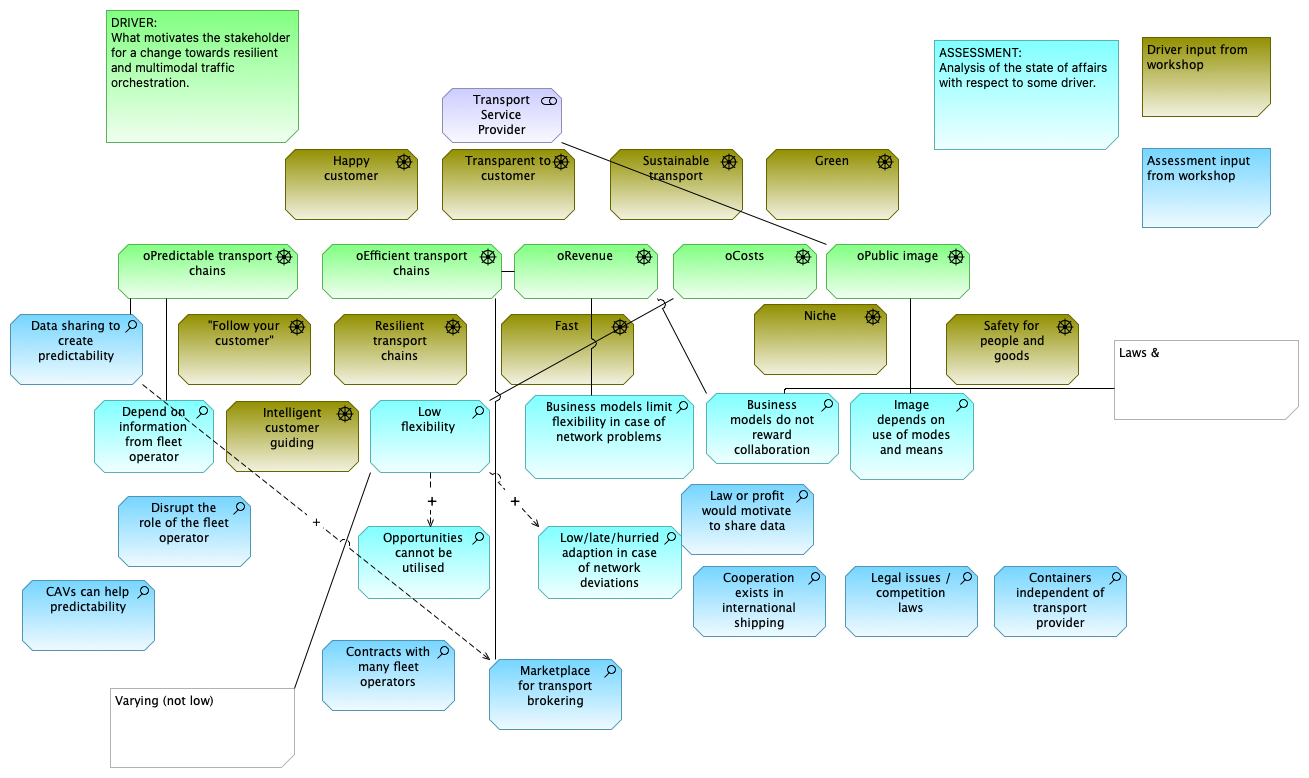 DRIVER:
What motivates the stakeholder
for a change towards resilient
and multimodal traffic
orchestration.
ASSESSMENT:
Analysis of the state of affairs
with respect to some driver.
Driver input from
workshop
Assessment input
from workshop
Transport
Service
Provider
Happy
customer
Transparent to
customer
Sustainable
transport
Green
oPredictable transport
chains
oEfficient transport
chains
oRevenue
oCosts
oPublic image
Data sharing to
create
predictability
"Follow your
customer"
Resilient
transport
chains
Fast
Niche
Safety for
people and
goods
Laws &
Depend on
information
from fleet
operator
Intelligent
customer
guiding
Low
flexibility
Business models limit
flexibility in case of
network problems
Business
models do not
reward
collaboration
Image
depends on
use of modes
and means
+
+
+
Disrupt the
role of the fleet
operator
Opportunities
cannot be
utilised
Low/late/hurried
adaption in case
of network
deviations
Law or profit
would motivate
to share data
CAVs can help
predictability
Cooperation
exists in
international
shipping
Legal issues /
competition
laws
Containers
independent of
transport
provider
Contracts with
many fleet
operators
Marketplace
for transport
brokering
Varying (not low)